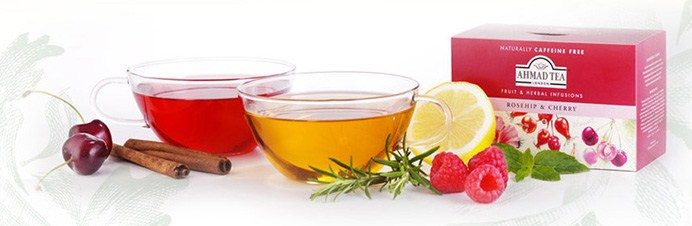 NATURALLY CAFFEINE FREE
AHMAD TEA
LONDON
FRUIT & HERBAL INFUSIONS
ROSEHIP & CHERRY